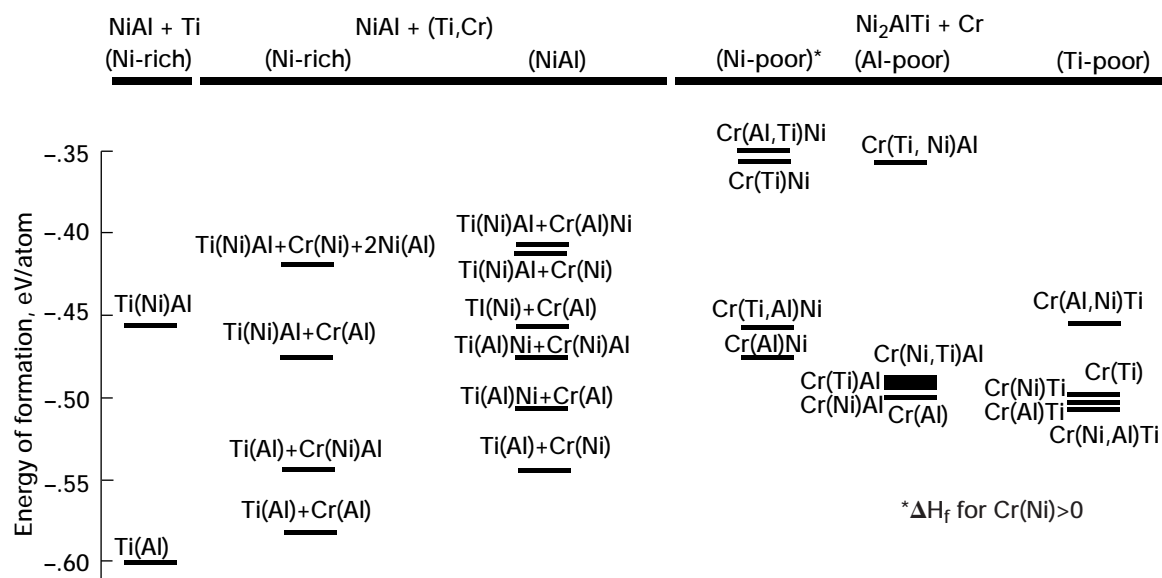 NiAl + Ti
(Ni-rich)
NiAl + (Ti,Cr)
(Ni-rich)
(NiAl)
Ni₂AlTi + Cr
(Ni-poor)*
(Al-poor)
(Ti-poor)
Energy of formation, eV/atom
–.35
–.40
–.45
–.50
–.55
–.60
Ti(Ni)Al
Ti(Al)
Ti(Ni)Al+Cr(Ni)+2Ni(Al)
Ti(Ni)Al+Cr(Al)
Ti(Al)+Cr(Ni)Al
Ti(Al)+Cr(Al)
Ti(Ni)Al+Cr(Al)Ni
Ti(Ni)Al+Cr(Ni)
TI(Ni)+Cr(Al)
Ti(Al)Ni+Cr(Ni)Al
Ti(Al)Ni+Cr(Al)
Ti(Al)+Cr(Ni)
Cr(Al,Ti)Ni
Cr(Ti)Ni
Cr(Ti,Al)Ni
Cr(Al)Ni
Cr(Ti, Ni)Al
Cr(Ni,Ti)Al
Cr(Ti)Al
Cr(Ni)Al
Cr(Al)
Cr(Al,Ni)Ti
Cr(Ti)
Cr(Ni)Ti
Cr(Al)Ti
Cr(Ni,Al)Ti
*ΔH_f for Cr(Ni)>0